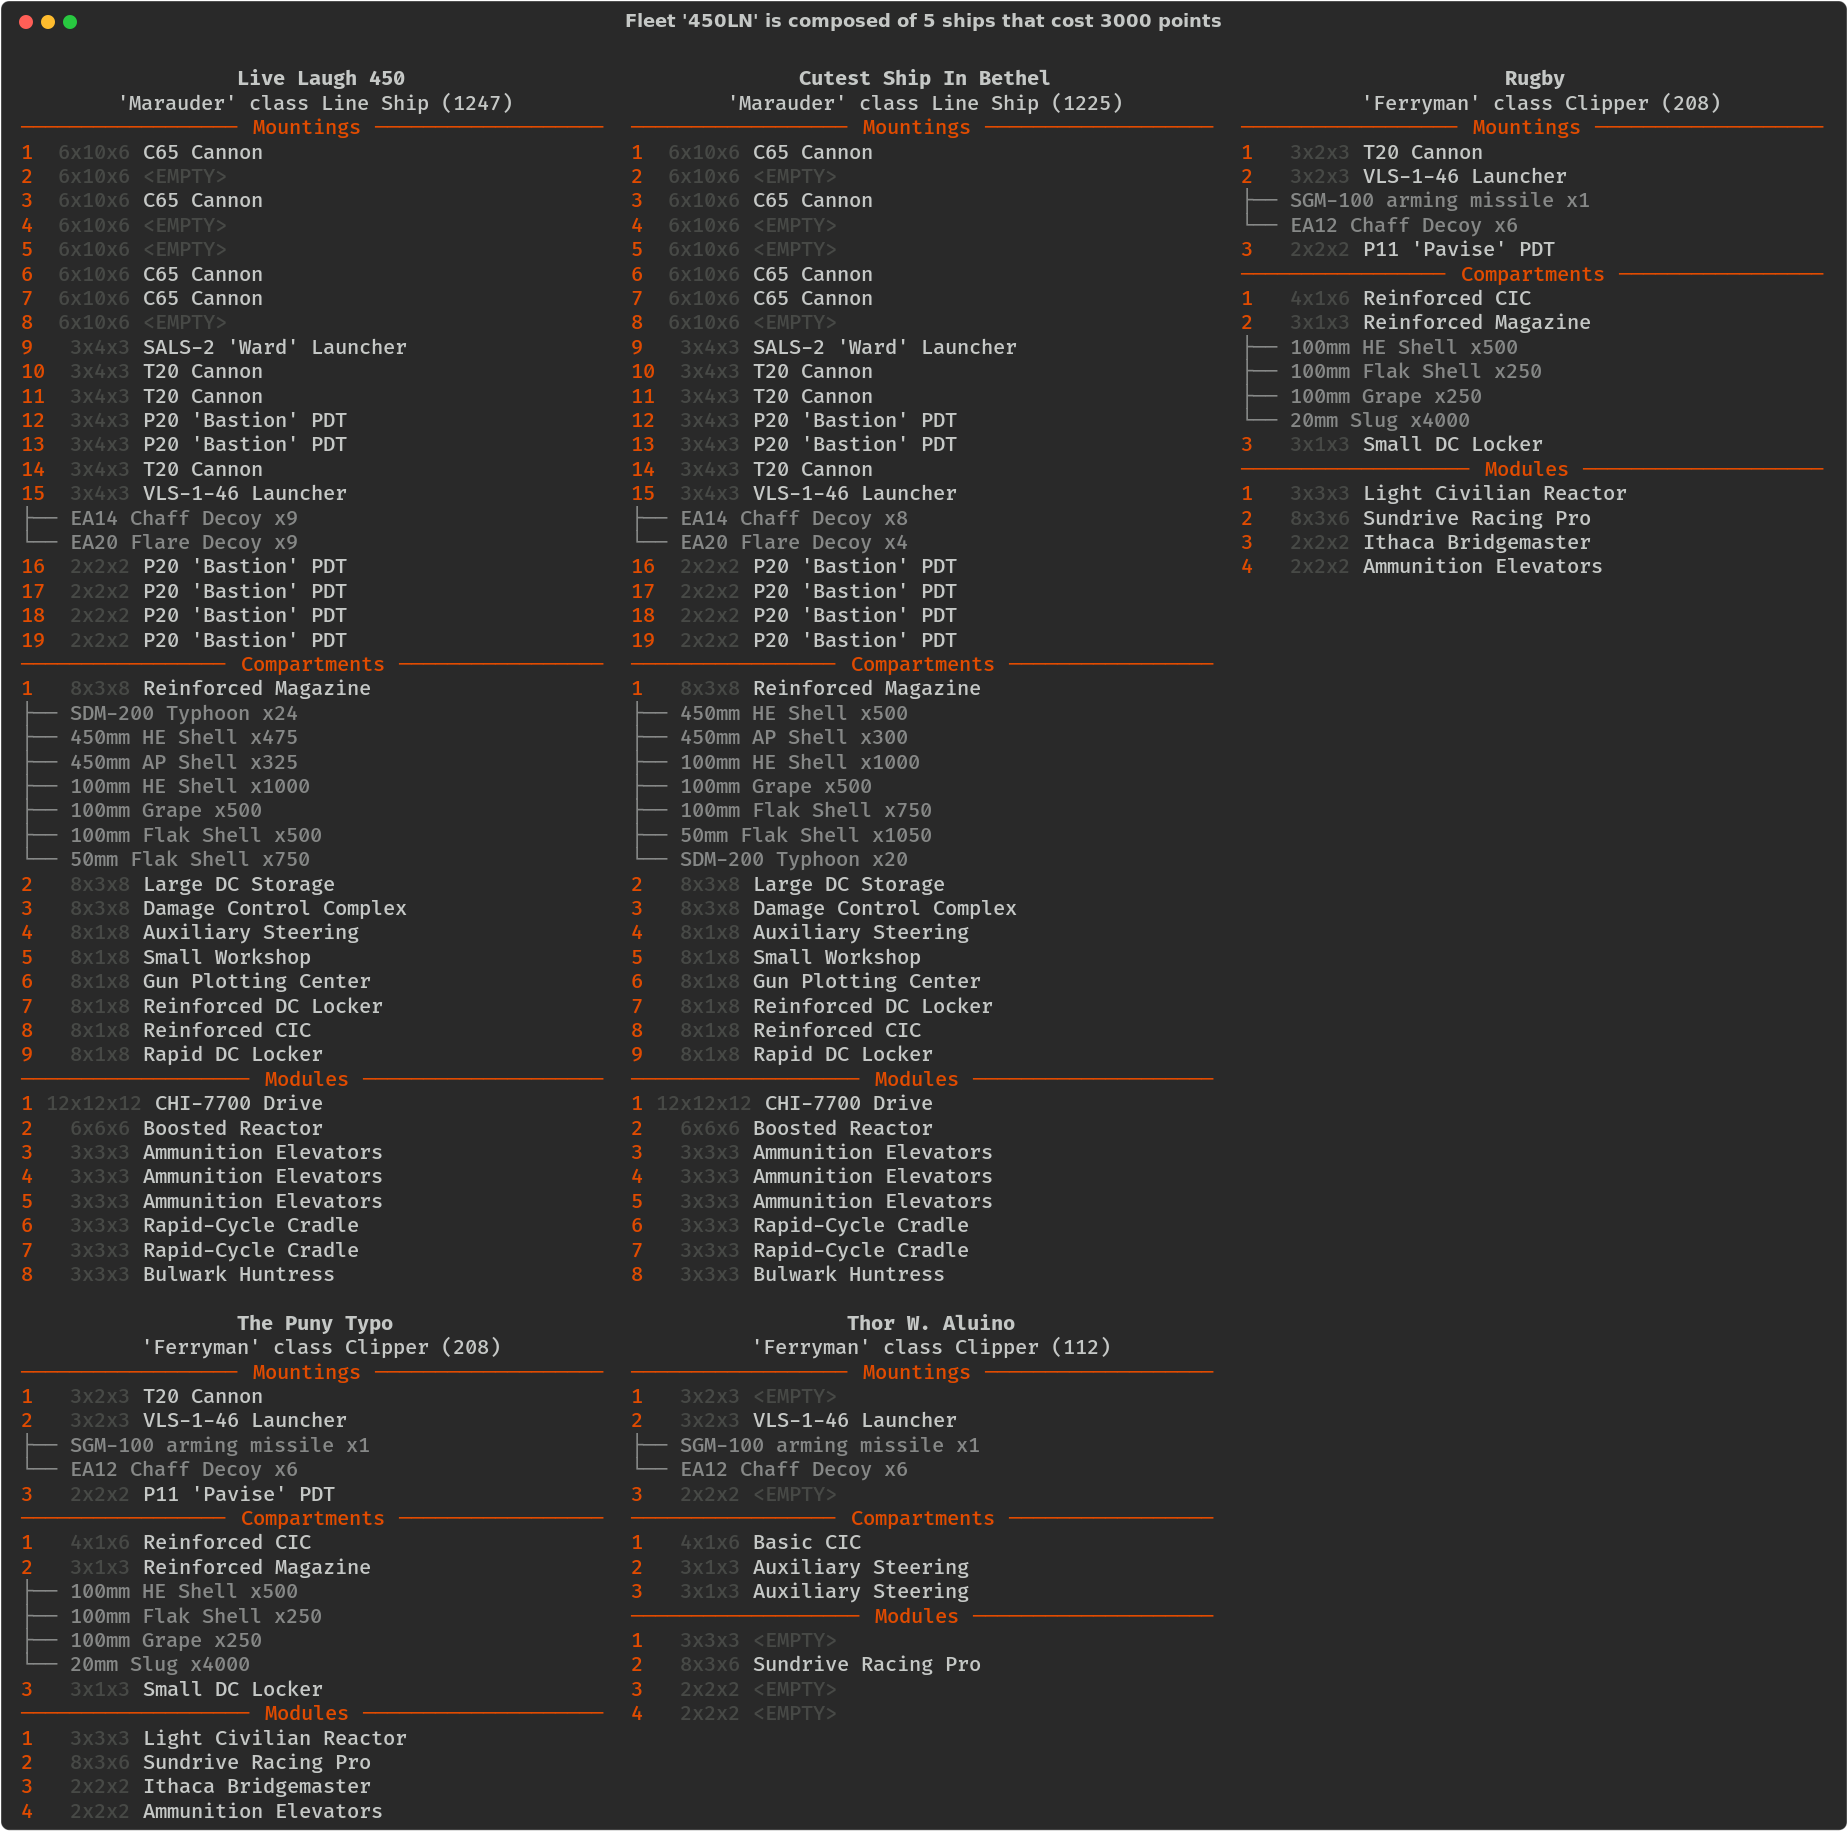 Fleet '450LN' is composed of 5 ships that cost 3000 points
Live Laugh 450
'Marauder' class Line Ship (1247)
Mountings
1 6x10x6 C65 Cannon
2 6x10x6 <EMPTY>
3 6x10x6 C65 Cannon
4 6x10x6 <EMPTY>
5 6x10x6 <EMPTY>
6 6x10x6 C65 Cannon
7 6x10x6 C65 Cannon
8 6x10x6 <EMPTY>
9 3x4x3 SALS-2 'Ward' Launcher
10 3x4x3 T20 Cannon
11 3x4x3 T20 Cannon
12 3x4x3 P20 'Bastion' PDT
13 3x4x3 P20 'Bastion' PDT
14 3x4x3 T20 Cannon
15 3x4x3 VLS-1-46 Launcher
EA14 Chaff Decoy x9
EA20 Flare Decoy x9
16 2x2x2 P20 'Bastion' PDT
17 2x2x2 P20 'Bastion' PDT
18 2x2x2 P20 'Bastion' PDT
19 2x2x2 P20 'Bastion' PDT
Compartments
1 8x3x8 Reinforced Magazine
SDM-200 Typhoon x24
450mm HE Shell x475
450mm AP Shell x325
100mm HE Shell x1000
100mm Grape x500
100mm Flak Shell x500
50mm Flak Shell x750
2 8x3x8 Large DC Storage
3 8x3x8 Damage Control Complex
4 8x1x8 Auxiliary Steering
5 8x1x8 Small Workshop
6 8x1x8 Gun Plotting Center
7 8x1x8 Reinforced DC Locker
8 8x1x8 Reinforced CIC
9 8x1x8 Rapid DC Locker
Modules
1 12x12x12 CHI-7700 Drive
2 6x6x6 Boosted Reactor
3 3x3x3 Ammunition Elevators
4 3x3x3 Ammunition Elevators
5 3x3x3 Ammunition Elevators
6 3x3x3 Rapid-Cycle Cradle
7 3x3x3 Rapid-Cycle Cradle
8 3x3x3 Bulwark Huntress
Cutest Ship In Bethel
'Marauder' class Line Ship (1225)
Mountings
1 6x10x6 C65 Cannon
2 6x10x6 <EMPTY>
3 6x10x6 C65 Cannon
4 6x10x6 <EMPTY>
5 6x10x6 <EMPTY>
6 6x10x6 C65 Cannon
7 6x10x6 C65 Cannon
8 6x10x6 <EMPTY>
9 3x4x3 SALS-2 'Ward' Launcher
10 3x4x3 T20 Cannon
11 3x4x3 T20 Cannon
12 3x4x3 P20 'Bastion' PDT
13 3x4x3 P20 'Bastion' PDT
14 3x4x3 T20 Cannon
15 3x4x3 VLS-1-46 Launcher
EA14 Chaff Decoy x8
EA20 Flare Decoy x4
16 2x2x2 P20 'Bastion' PDT
17 2x2x2 P20 'Bastion' PDT
18 2x2x2 P20 'Bastion' PDT
19 2x2x2 P20 'Bastion' PDT
Compartments
1 8x3x8 Reinforced Magazine
450mm HE Shell x500
450mm AP Shell x300
100mm HE Shell x1000
100mm Grape x500
100mm Flak Shell x750
50mm Flak Shell x1050
SDM-200 Typhoon x20
2 8x3x8 Large DC Storage
3 8x3x8 Damage Control Complex
4 8x1x8 Auxiliary Steering
5 8x1x8 Small Workshop
6 8x1x8 Gun Plotting Center
7 8x1x8 Reinforced DC Locker
8 8x1x8 Reinforced CIC
9 8x1x8 Rapid DC Locker
Modules
1 12x12x12 CHI-7700 Drive
2 6x6x6 Boosted Reactor
3 3x3x3 Ammunition Elevators
4 3x3x3 Ammunition Elevators
5 3x3x3 Ammunition Elevators
6 3x3x3 Rapid-Cycle Cradle
7 3x3x3 Rapid-Cycle Cradle
8 3x3x3 Bulwark Huntress
Rugby
'Ferryman' class Clipper (208)
Mountings
1 3x2x3 T20 Cannon
2 3x2x3 VLS-1-46 Launcher
SGM-100 arming missile x1
EA12 Chaff Decoy x6
3 2x2x2 P11 'Pavise' PDT
Compartments
1 4x1x6 Reinforced CIC
2 3x1x3 Reinforced Magazine
100mm HE Shell x500
100mm Flak Shell x250
100mm Grape x250
20mm Slug x4000
3 3x1x3 Small DC Locker
Modules
1 3x3x3 Light Civilian Reactor
2 8x3x6 Sundrive Racing Pro
3 2x2x2 Ithaca Bridgemaster
4 2x2x2 Ammunition Elevators
The Puny Typo
'Ferryman' class Clipper (208)
Mountings
1 3x2x3 T20 Cannon
2 3x2x3 VLS-1-46 Launcher
SGM-100 arming missile x1
EA12 Chaff Decoy x6
3 2x2x2 P11 'Pavise' PDT
Compartments
1 4x1x6 Reinforced CIC
2 3x1x3 Reinforced Magazine
100mm HE Shell x500
100mm Flak Shell x250
100mm Grape x250
20mm Slug x4000
3 3x1x3 Small DC Locker
Modules
1 3x3x3 Light Civilian Reactor
2 8x3x6 Sundrive Racing Pro
3 2x2x2 Ithaca Bridgemaster
4 2x2x2 Ammunition Elevators
Thor W. Aluino
'Ferryman' class Clipper (112)
Mountings
1 3x2x3 <EMPTY>
2 3x2x3 VLS-1-46 Launcher
SGM-100 arming missile x1
EA12 Chaff Decoy x6
3 2x2x2 <EMPTY>
Compartments
1 4x1x6 Basic CIC
2 3x1x3 Auxiliary Steering
3 3x1x3 Auxiliary Steering
Modules
1 3x3x3 <EMPTY>
2 8x3x6 Sundrive Racing Pro
3 2x2x2 <EMPTY>
4 2x2x2 <EMPTY>